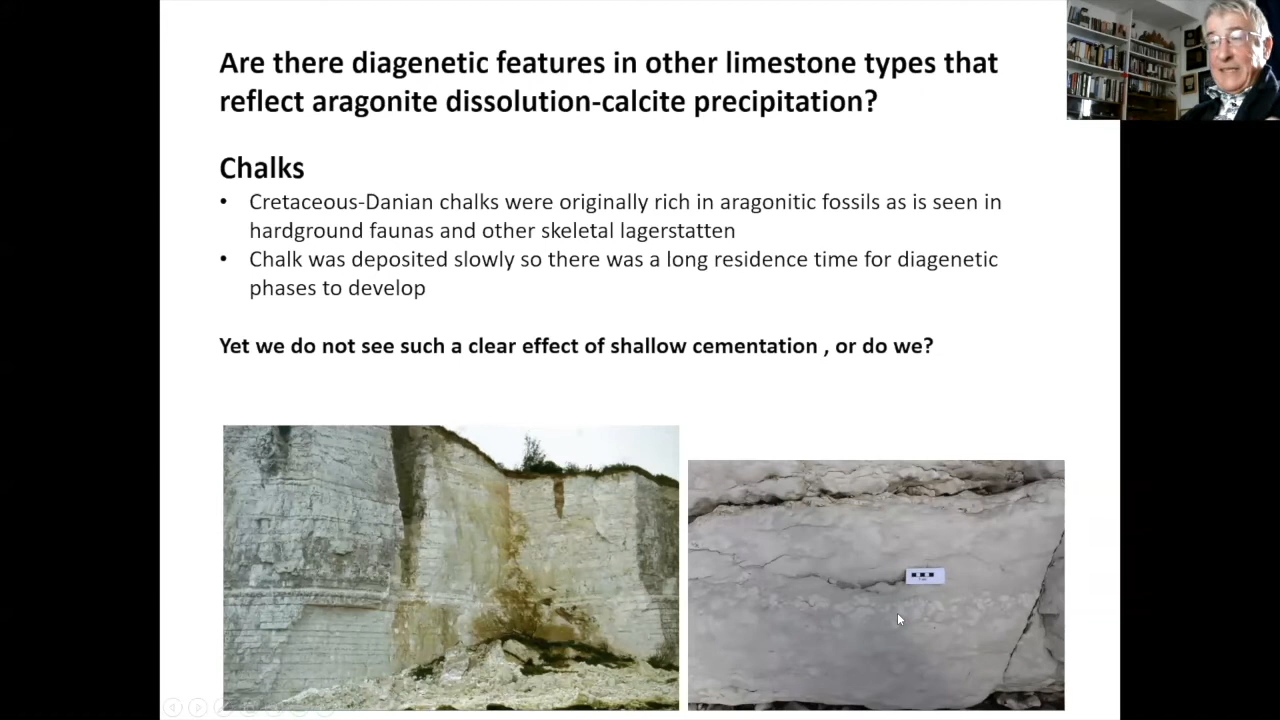 Are there diagenetic features in other limestone types that
reflect aragonite dissolution-calcite precipitation?
Chalks
• Cretaceous-Danian chalks were originally rich in aragonitic fossils as is seen in
hardground faunas and other skeletal lagerstatten
• Chalk was deposited slowly so there was a long residence time for diagenetic
phases to develop
Yet we do not see such a clear effect of shallow cementation , or do we?